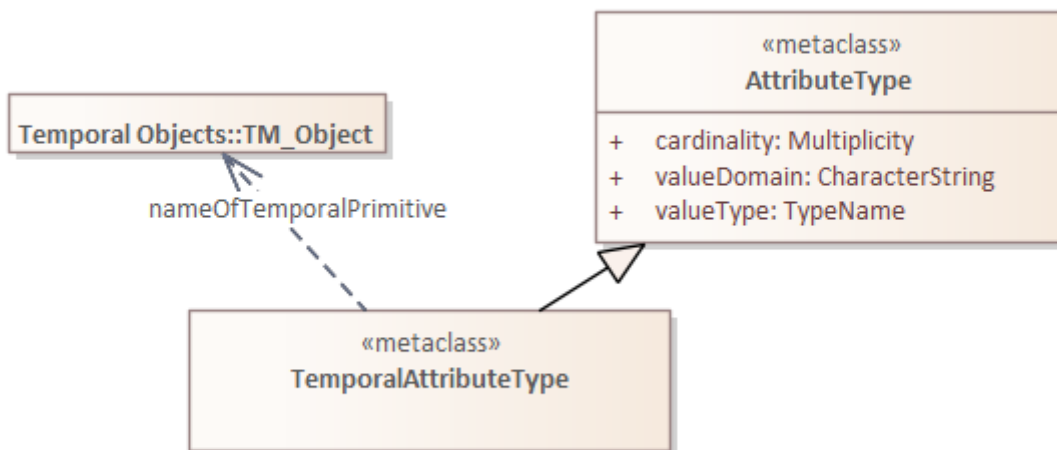 «metaclass»
AttributeType
+ cardinality: Multiplicity
+ valueDomain: CharacterString
+ valueType: TypeName
Temporal Objects::TM_Object
nameOfTemporalPrimitive
«metaclass»
TemporalAttributeType